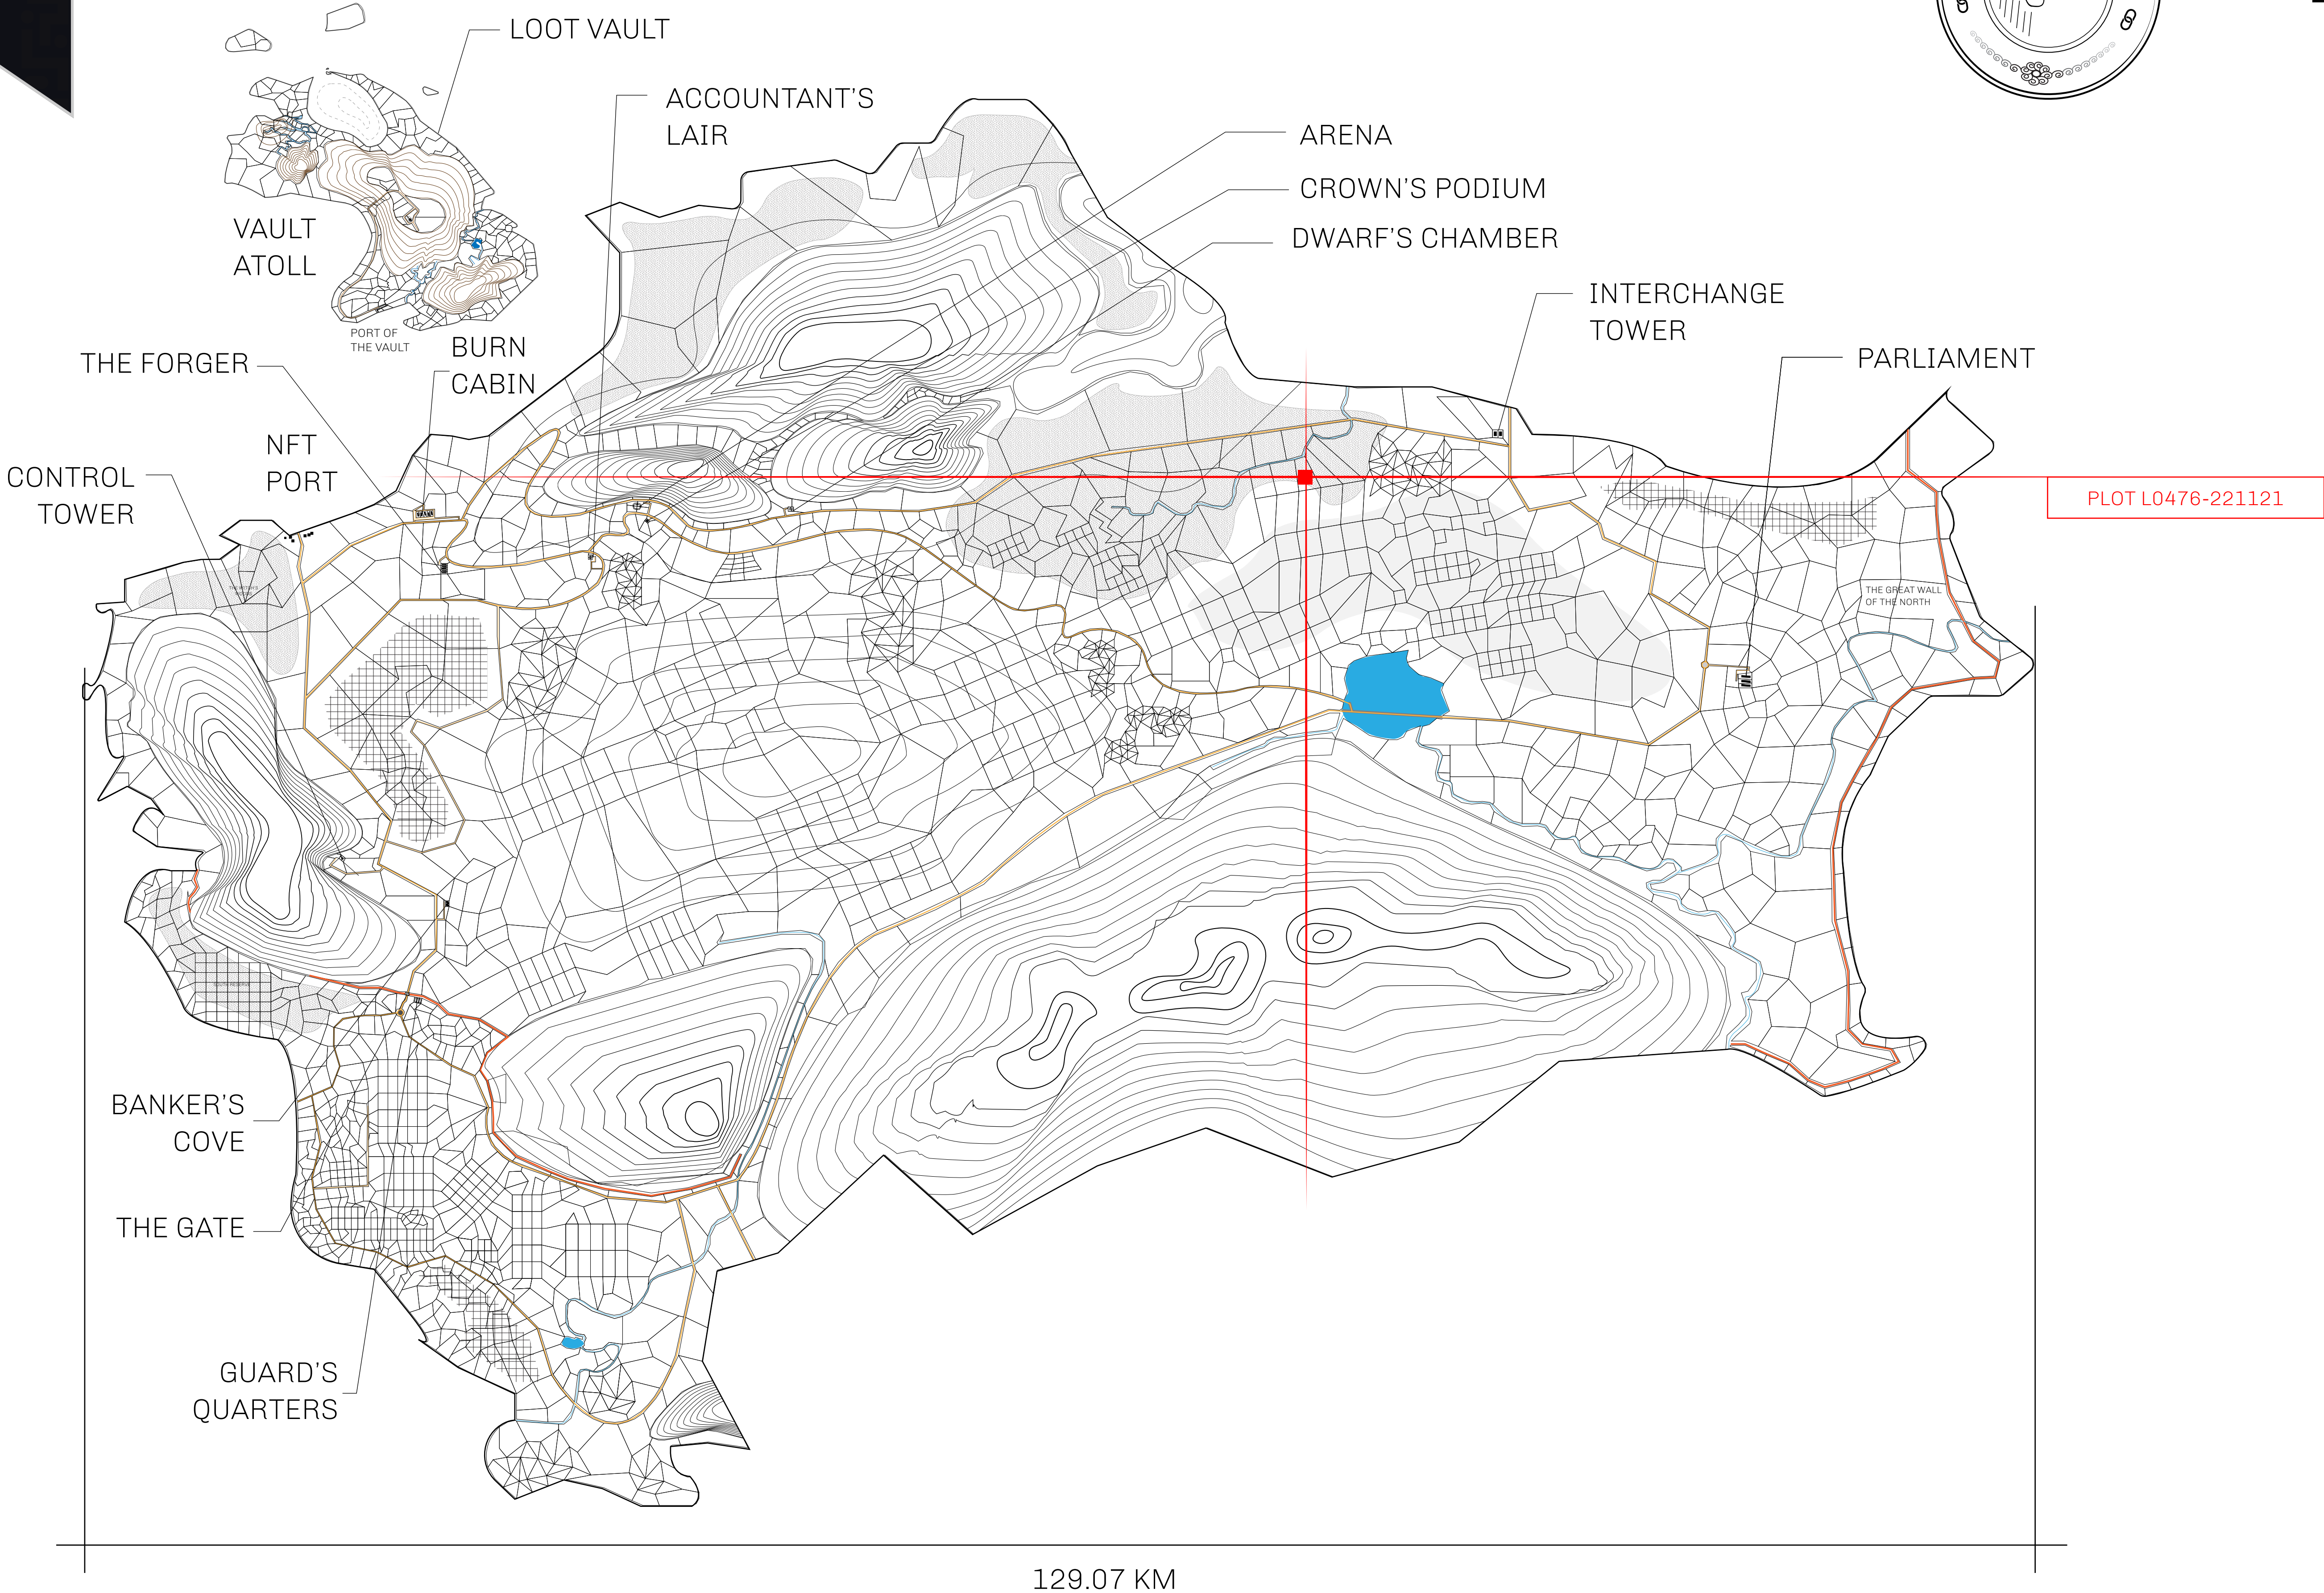 LOOT VAULT
ACCOUNTANT'S
LAIR
ARENA
CROWN'S PODIUM
DWARF'S CHAMBER
VAULT
ATOLL
INTERCHANGE
TOWER
PORT OF
THE VAULT
BURN
CABIN
THE FORGER
PARLIAMENT
NFT
PORT
CONTROL
TOWER
PLOT L0476-221121
THE GREAT WALL
OF THE NORTH
SOUTH RESERVE
BANKER'S
COVE
THE GATE
GUARD'S
QUARTERS
129.07 KM